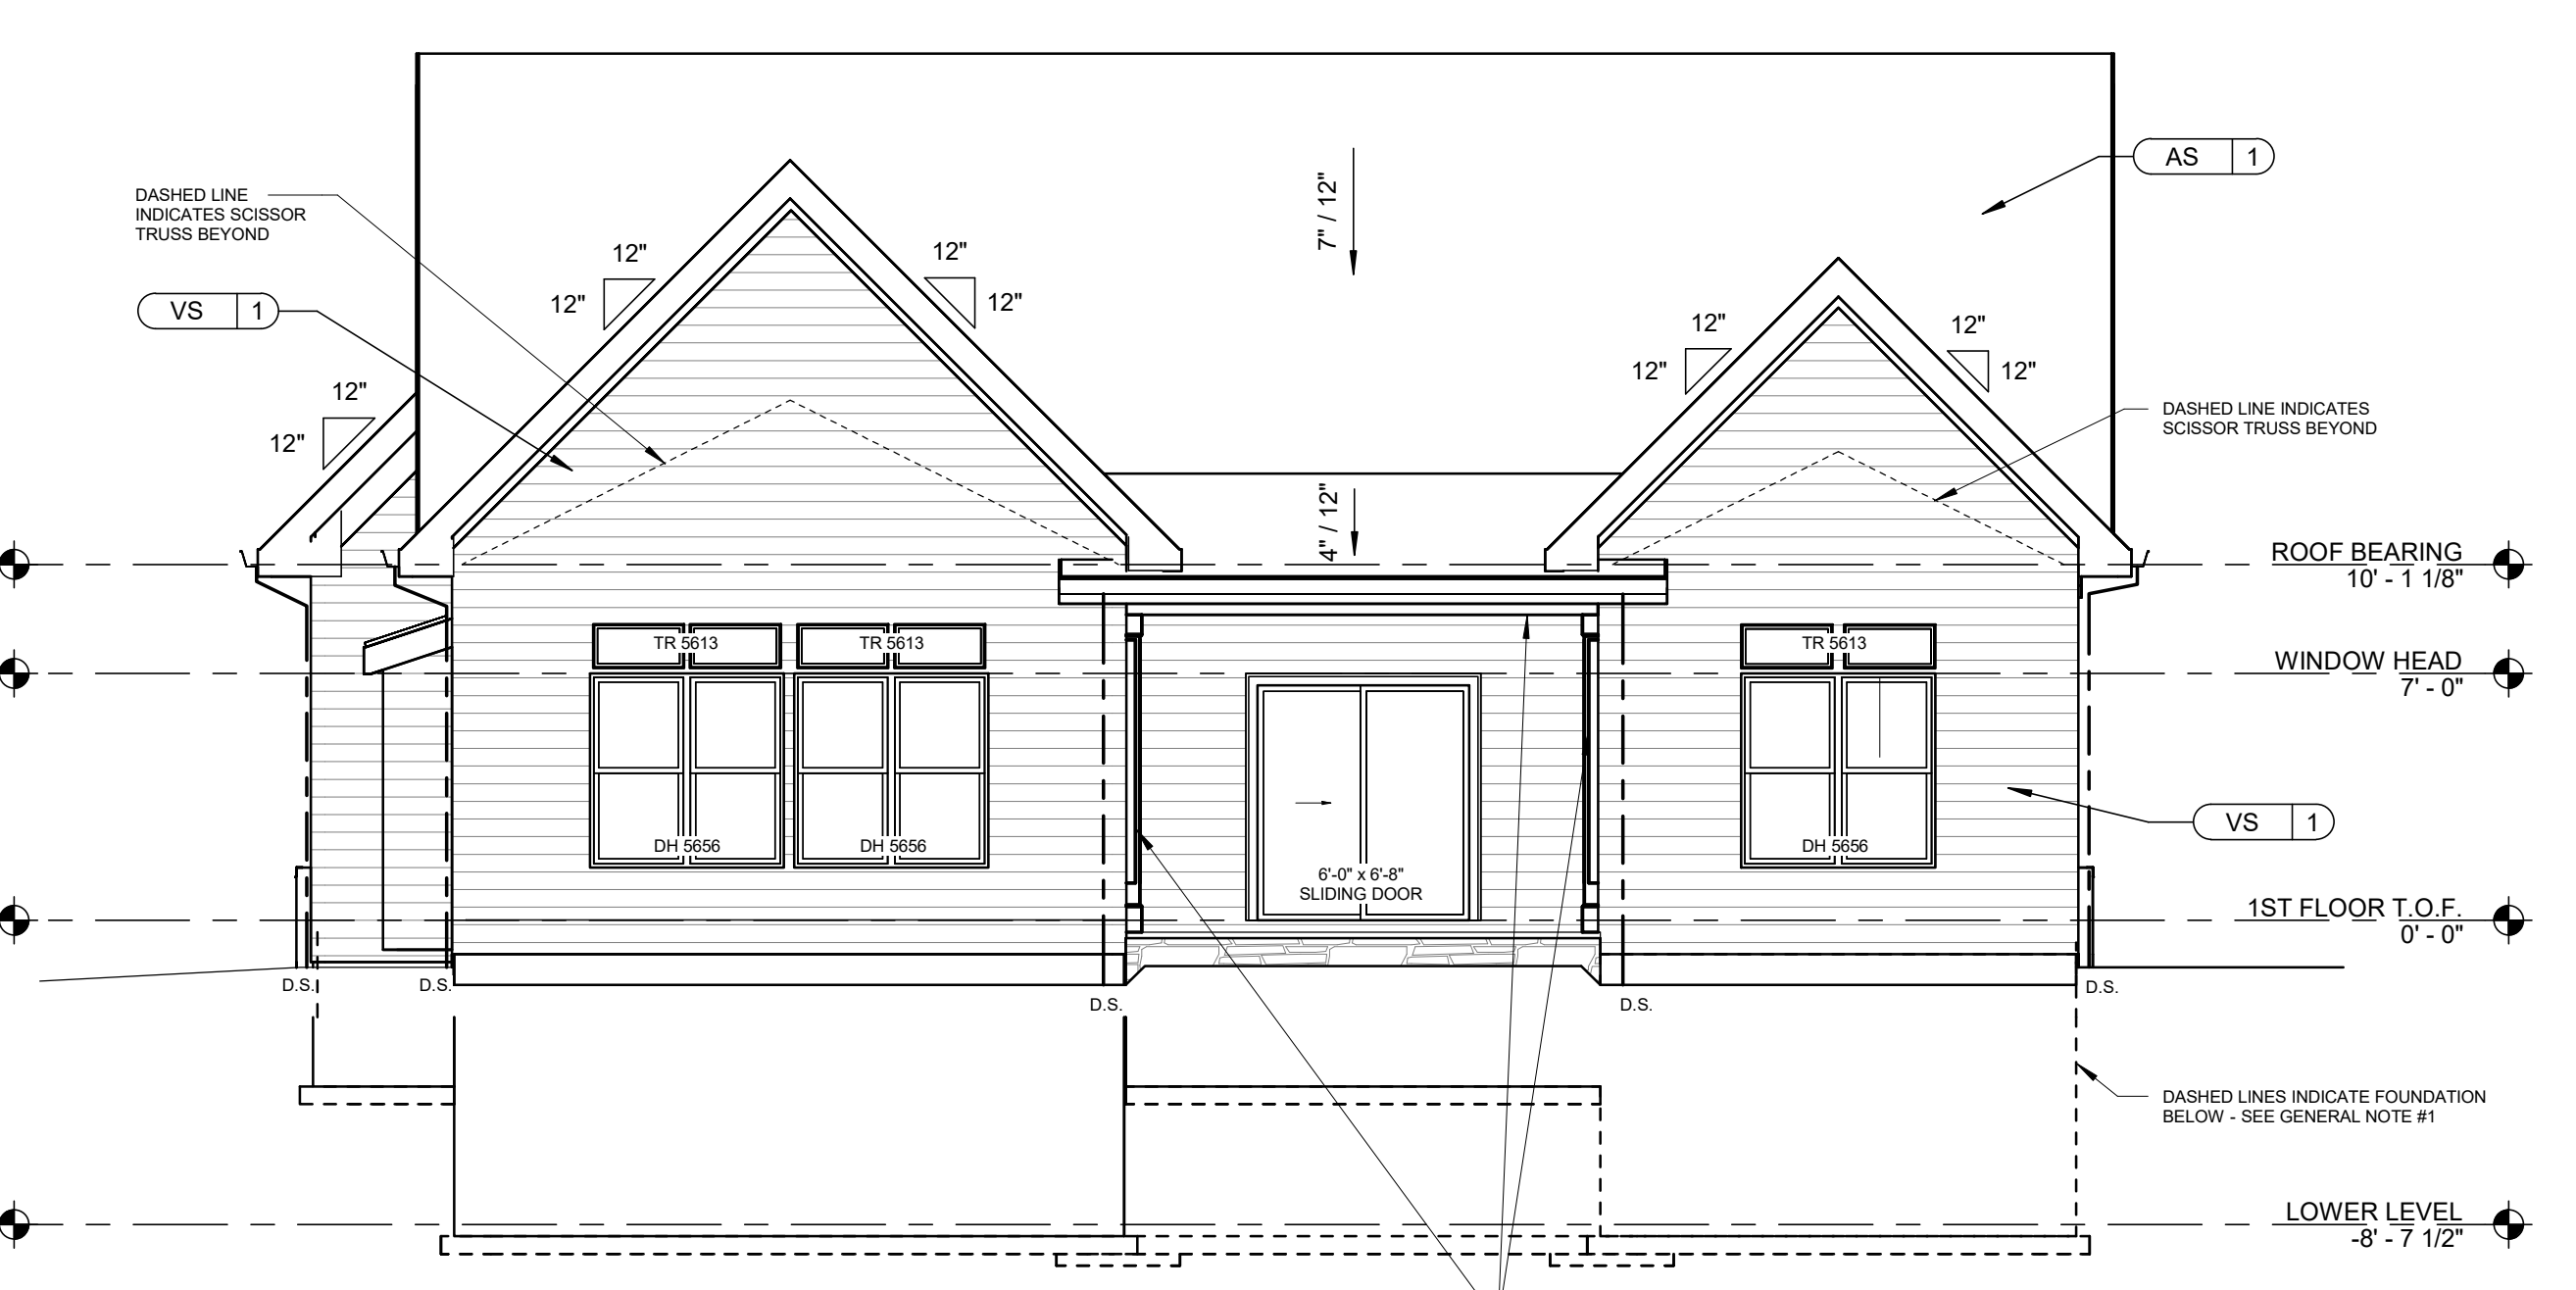 AS 1
7" / 12"
DASHED LINE
INDICATES SCISSOR
TRUSS BEYOND
12"
12"
12"
12"
VS 1
12"
12"
12"
12"
12"
12"
DASHED LINE INDICATES
SCISSOR TRUSS BEYOND
4" / 12"
ROOF BEARING
10' - 1 1/8"
TR 5613
TR 5613
TR 5613
WINDOW HEAD
7' - 0"
VS 1
DH 5656
DH 5656
DH 5656
6'-0" x 6'-8"
SLIDING DOOR
1ST FLOOR T.O.F.
0' - 0"
D.S.
D.S.
D.S.
D.S.
D.S.
DASHED LINES INDICATE FOUNDATION
BELOW - SEE GENERAL NOTE #1
LOWER LEVEL
-8' - 7 1/2"